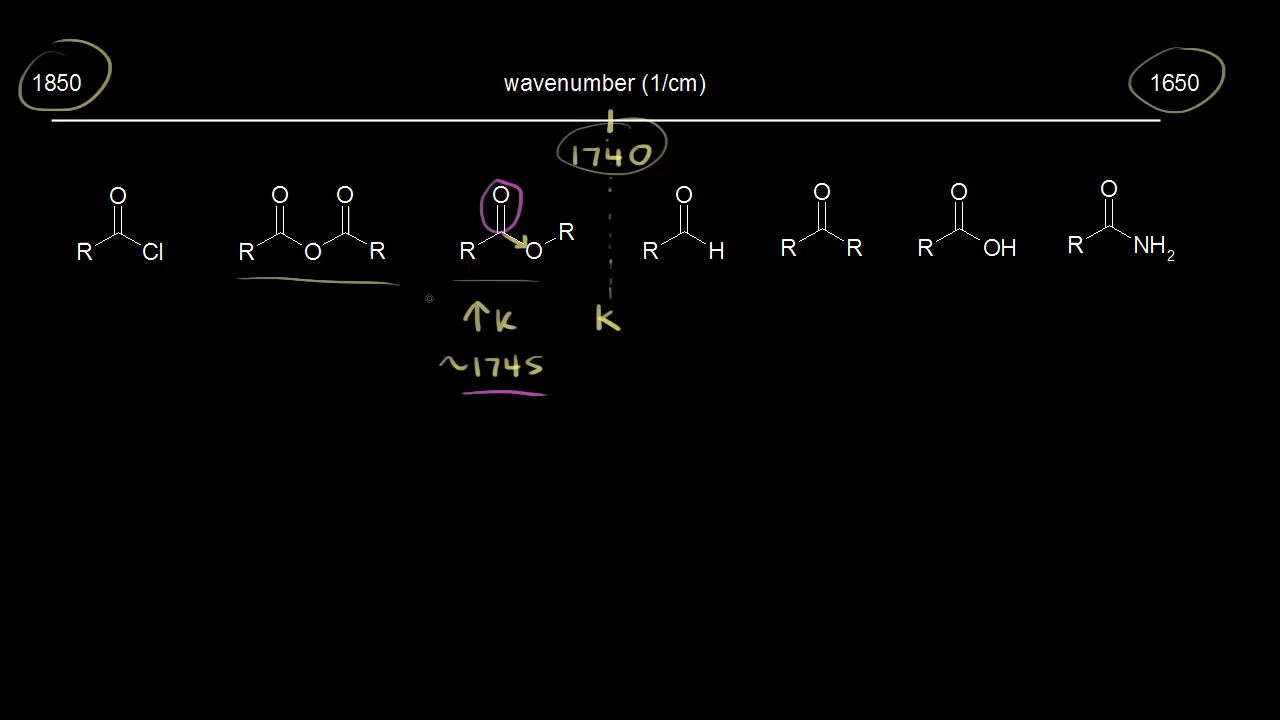 1850 wavenumber (1/cm) 1650
1740
O O O O O O O O
R Cl R O R R O R R H R R R OH R NH2
↑K K
~1745